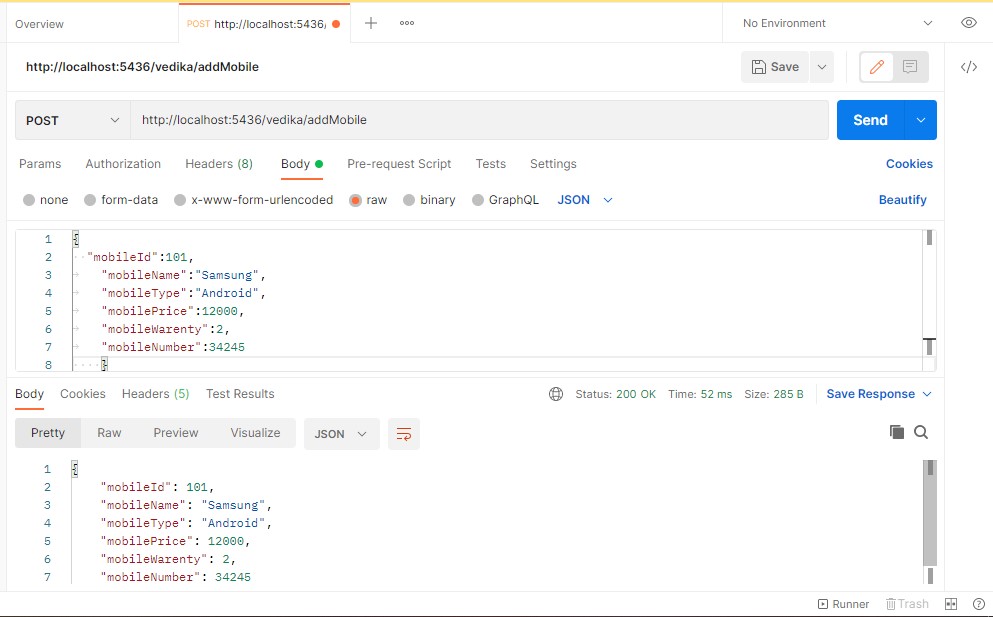 Overview
POST http://localhost:5436/
No Environment
http://localhost:5436/vedika/addMobile
Save
POST
http://localhost:5436/vedika/addMobile
Send
Params Authorization Headers (8) Body Pre-request Script Tests Settings Cookies
none form-data x-www-form-urlencoded raw binary GraphQL JSON Beautify
1 {
2 "mobileId":101,
3 "mobileName":"Samsung",
4 "mobileType":"Android",
5 "mobilePrice":12000,
6 "mobileWarenty":2,
7 "mobileNumber":34245
8 }
Body Cookies Headers (5) Test Results Status: 200 OK Time: 52 ms Size: 285 B Save Response
Pretty Raw Preview Visualize JSON
1 {
2 "mobileId": 101,
3 "mobileName": "Samsung",
4 "mobileType": "Android",
5 "mobilePrice": 12000,
6 "mobileWarenty": 2,
7 "mobileNumber": 34245
Runner Trash